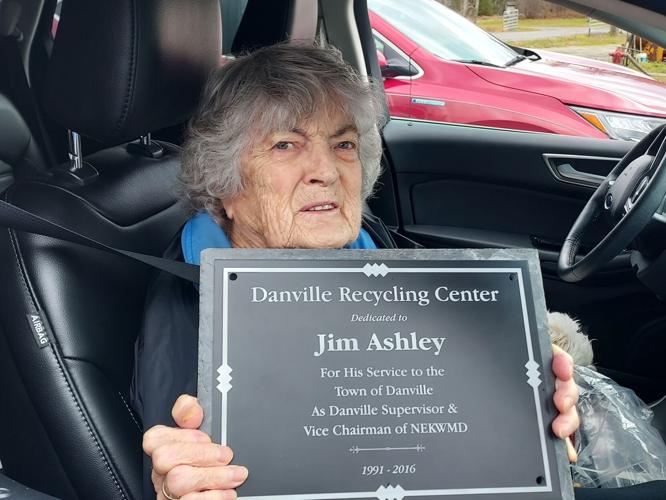 AIRBAG
Danville Recycling Center
Dedicated to
Jim Ashley
For His Service to the
Town of Danville
As Danville Supervisor &
Vice Chairman of NEKWMD
1991 - 2016